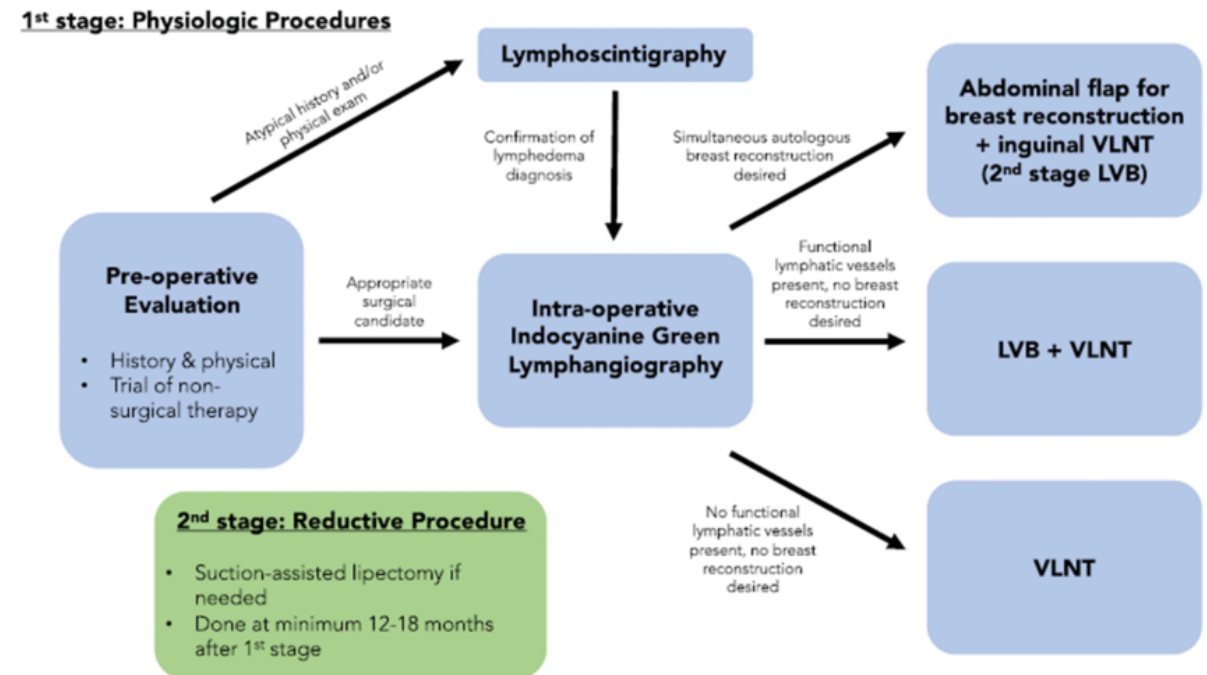 1st stage: Physiologic Procedures
Lymphoscintigraphy
Atypical history and/or
physical exam
Confirmation of
lymphedema
diagnosis
Simultaneous autologous
breast reconstruction
desired
Abdominal flap for
breast reconstruction
+ inguinal VLNT
(2nd stage LVB)
Pre-operative
Evaluation
• History & physical
• Trial of non-
surgical therapy
Appropriate
surgical
candidate
Intra-operative
Indocyanine Green
Lymphangiography
Functional
lymphatic vessels
present, no breast
reconstruction
desired
LVB + VLNT
No functional
lymphatic vessels
present, no breast
reconstruction
desired
VLNT
2nd stage: Reductive Procedure
• Suction-assisted lipectomy if
needed
• Done at minimum 12-18 months
after 1st stage